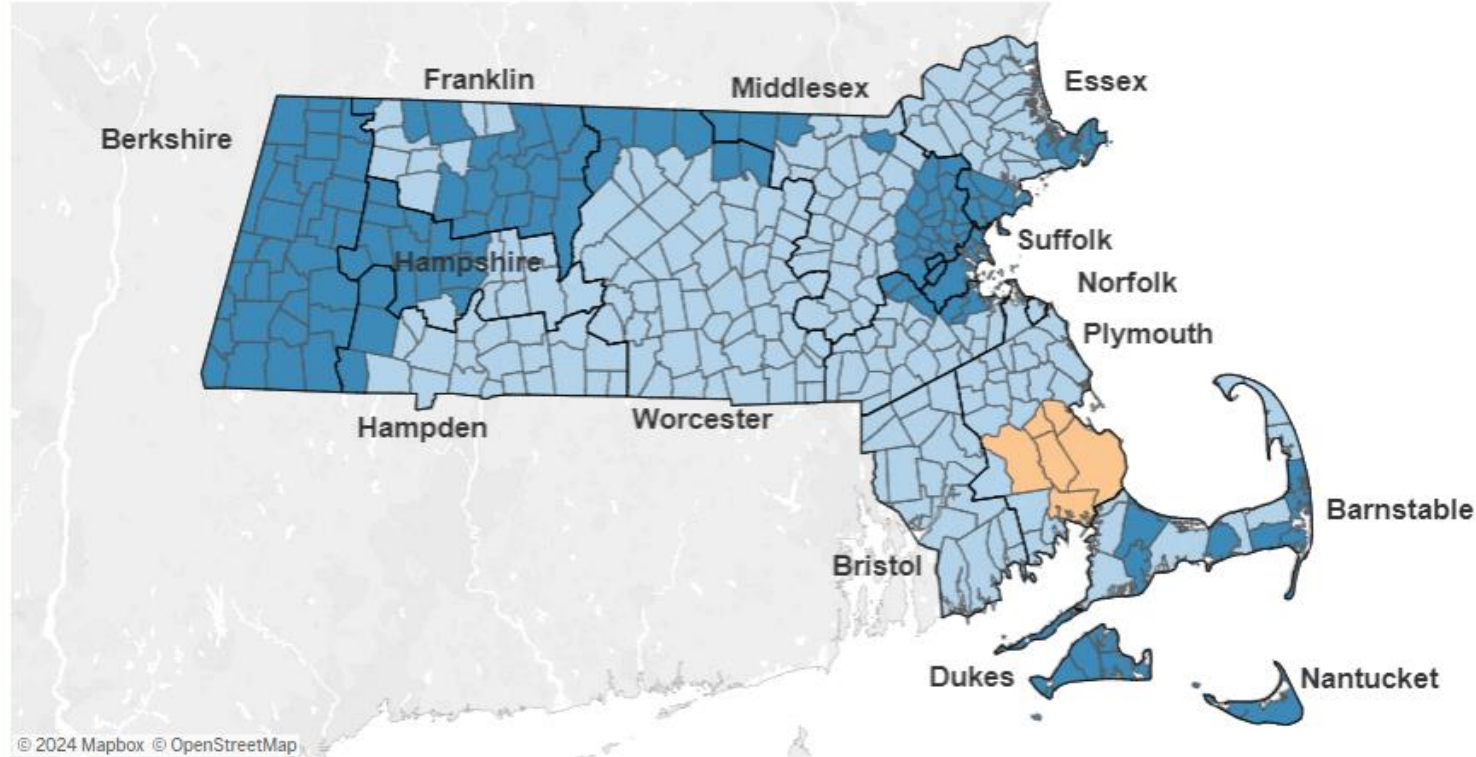 Franklin
Middlesex
Essex
Berkshire
Suffolk
Hampshire
Norfolk
Plymouth
Hampden
Worcester
Barnstable
Bristol
Dukes
Nantucket
© 2024 Mapbox © OpenStreetMap